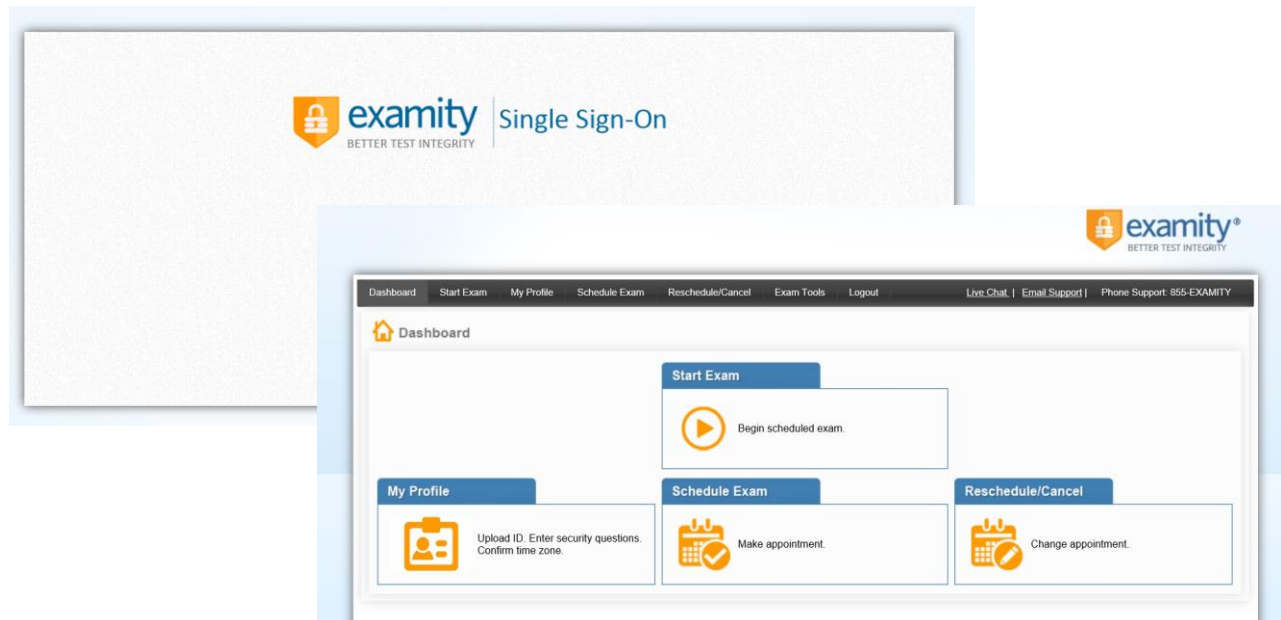 examity
BETTER TEST INTEGRITY
Single Sign-On
examity®
BETTER TEST INTEGRITY
Dashboard Start Exam My Profile Schedule Exam Reschedule/Cancel Exam Tools Logout Live Chat | Email Support | Phone Support: 855-EXAMITY
Dashboard
Start Exam
Begin scheduled exam.
My Profile
Upload ID. Enter security questions.
Confirm time zone.
Schedule Exam
Make appointment.
Reschedule/Cancel
Change appointment.